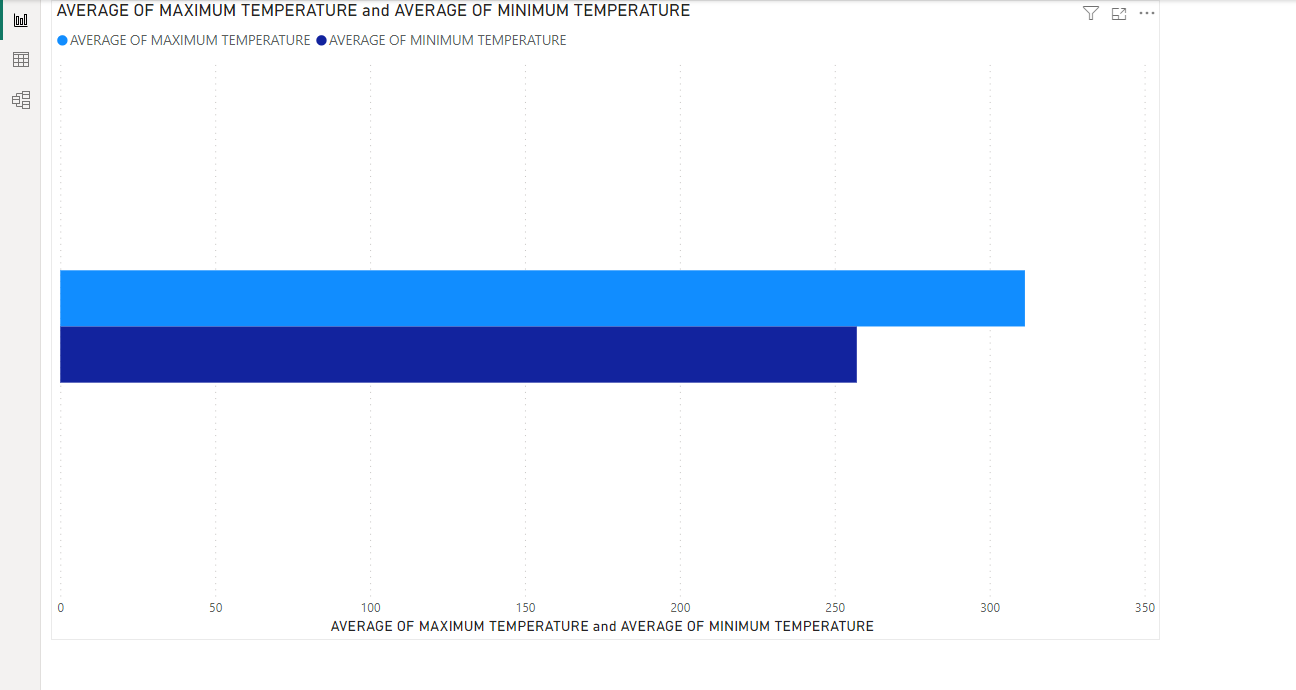 AVERAGE OF MAXIMUM TEMPERATURE and AVERAGE OF MINIMUM TEMPERATURE
AVERAGE OF MAXIMUM TEMPERATURE AVERAGE OF MINIMUM TEMPERATURE
0 50 100 150 200 250 300 350
AVERAGE OF MAXIMUM TEMPERATURE and AVERAGE OF MINIMUM TEMPERATURE